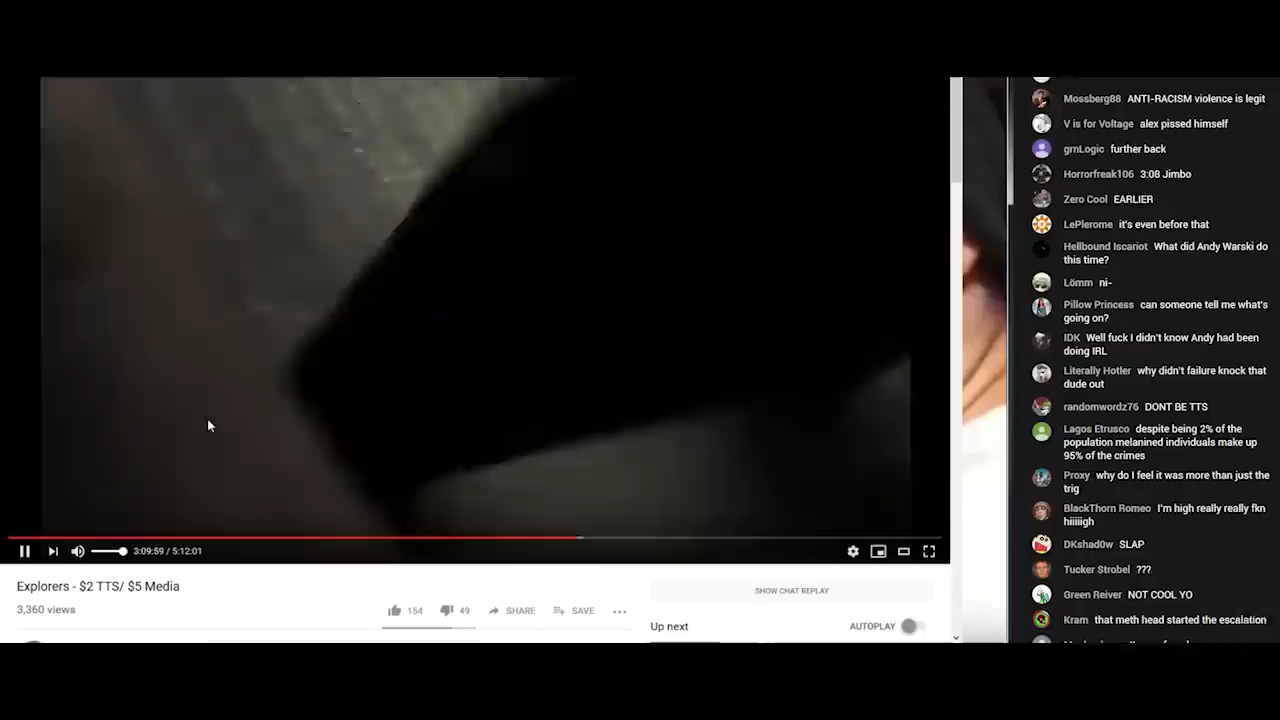 Mossberg88 ANTI-RACISM violence is legit
V is for Voltage alex pissed himself
grnLogic further back
Horrorfreak106 3:08 Jimbo
Zero Cool EARLIER
LePlerome it's even before that
Hellbound Iscariot What did Andy Warski do
this time?
Lömm ni-
Pillow Princess can someone tell me what's
going on?
IDK Well fuck I didn't know Andy had been
doing IRL
Literally Hotler why didn't failure knock that
dude out
randomwordz76 DONT BE TTS
Lagos Etrusco despite being 2% of the
population melanined individuals make up
95% of the crimes
Proxy why do I feel it was more than just the
trig
BlackThorn Romeo I'm high really really fkn
hiiiiigh
DKshad0w SLAP
Tucker Strobel ???
Green Reiver NOT COOL YO
Kram that meth head started the escalation
3:09:59 / 5:12:01
Explorers - $2 TTS/ $5 Media
3,360 views
154
49
SHARE
SAVE
SHOW CHAT REPLAY
Up next
AUTOPLAY